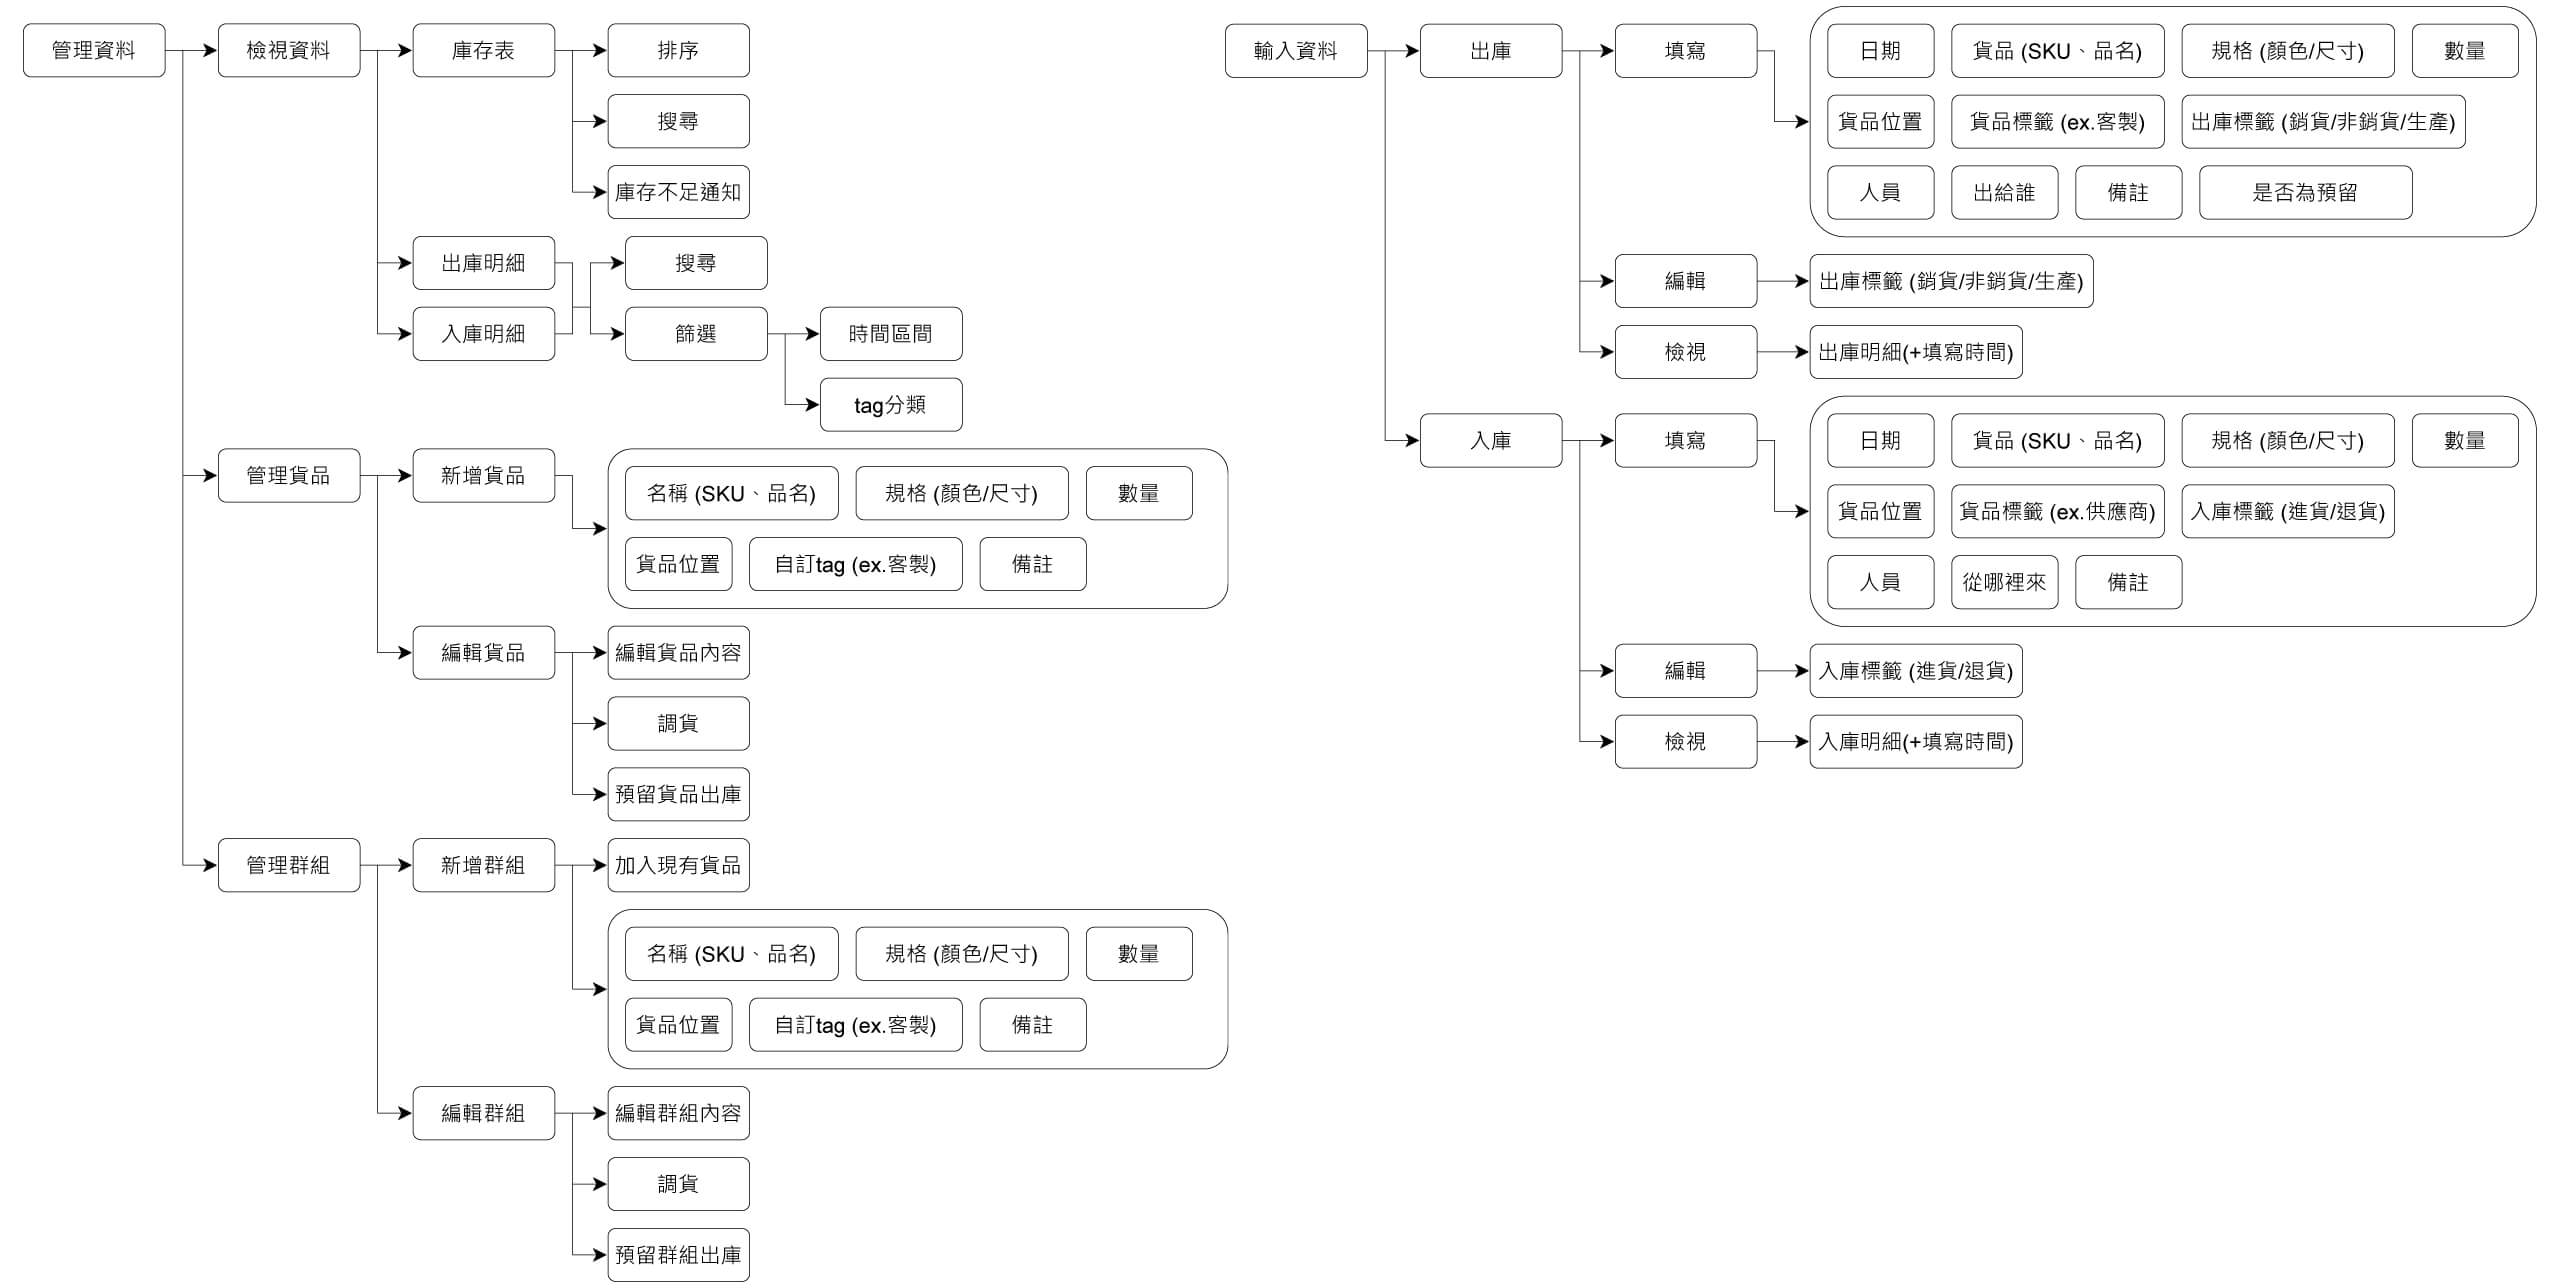 管理資料
檢視資料
庫存表
排序
搜尋
庫存不足通知
出庫明細
搜尋
入庫明細
篩選
時間區間
tag分類
管理貨品
新增貨品
名稱 (SKU、品名)
規格 (顏色/尺寸)
數量
貨品位置
自訂tag (ex.客製)
備註
編輯貨品
編輯貨品內容
調貨
預留貨品出庫
管理群組
新增群組
加入現有貨品
名稱 (SKU、品名)
規格 (顏色/尺寸)
數量
貨品位置
自訂tag (ex.客製)
備註
編輯群組
編輯群組內容
調貨
預留群組出庫
輸入資料
出庫
填寫
日期
貨品 (SKU、品名)
規格 (顏色/尺寸)
數量
貨品位置
貨品標籤 (ex.客製)
出庫標籤 (銷貨/非銷貨/生產)
人員
出給誰
備註
是否為預留
編輯
出庫標籤 (銷貨/非銷貨/生產)
檢視
出庫明細(+填寫時間)
入庫
填寫
日期
貨品 (SKU、品名)
規格 (顏色/尺寸)
數量
貨品位置
貨品標籤 (ex.供應商)
入庫標籤 (進貨/退貨)
人員
從哪裡來
備註
編輯
入庫標籤 (進貨/退貨)
檢視
入庫明細(+填寫時間)